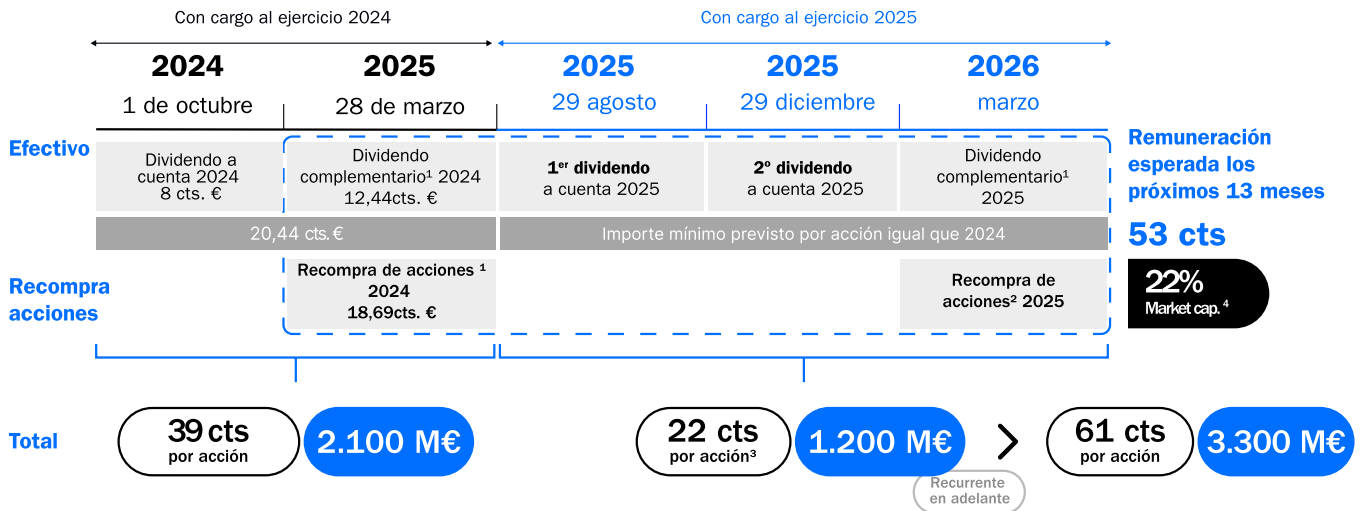 Con cargo al ejercicio 2024
Con cargo al ejercicio 2025
2024
2025
2025
2025
2026
1 de octubre
28 de marzo
29 agosto
29 diciembre
marzo
Efectivo
Dividendo a
cuenta 2024
8 cts. €
Dividendo
complementario¹ 2024
12,44cts. €
1er dividendo
a cuenta 2025
2º dividendo
a cuenta 2025
Dividendo
complementario¹
2025
Remuneración
esperada los
próximos 13 meses
20,44 cts. €
Importe mínimo previsto por acción igual que 2024
53 cts
Recompra
acciones
Recompra de acciones ¹
2024
18,69cts. €
Recompra de
acciones² 2025
22%
Market cap. ⁴
Total
39 cts
por acción
2.100 M€
22 cts
por acción³
1.200 M€
Recurrente
en adelante
61 cts
por acción
3.300 M€